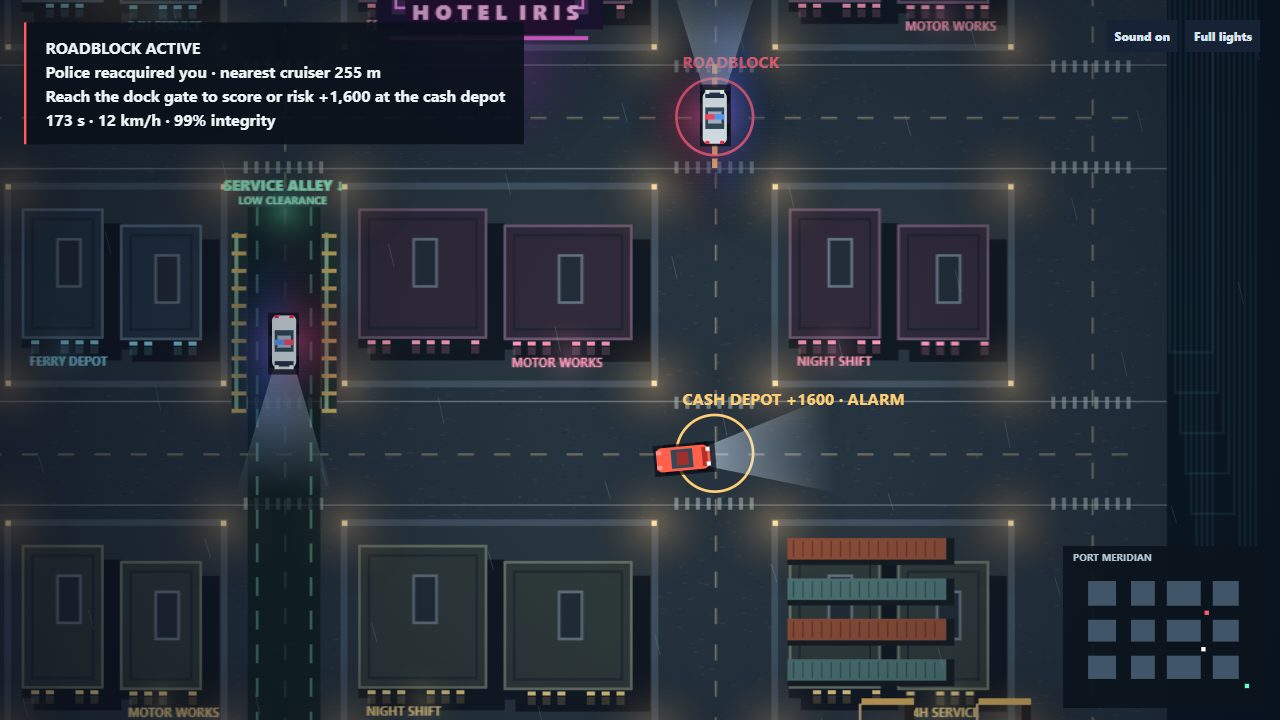 HOTEL IRIS
ROADBLOCK ACTIVE
Police reacquired you · nearest cruiser 255 m
Reach the dock gate to score or risk +1,600 at the cash depot
173 s · 12 km/h · 99% integrity
MOTOR WORKS
Sound on
Full lights
ROADBLOCK
SERVICE ALLEY
LOW CLEARANCE
FERRY DEPOT
MOTOR WORKS
NIGHT SHIFT
CASH DEPOT +1600 · ALARM
PORT MERIDIAN
MOTOR WORKS
NIGHT SHIFT
4H SERVICE